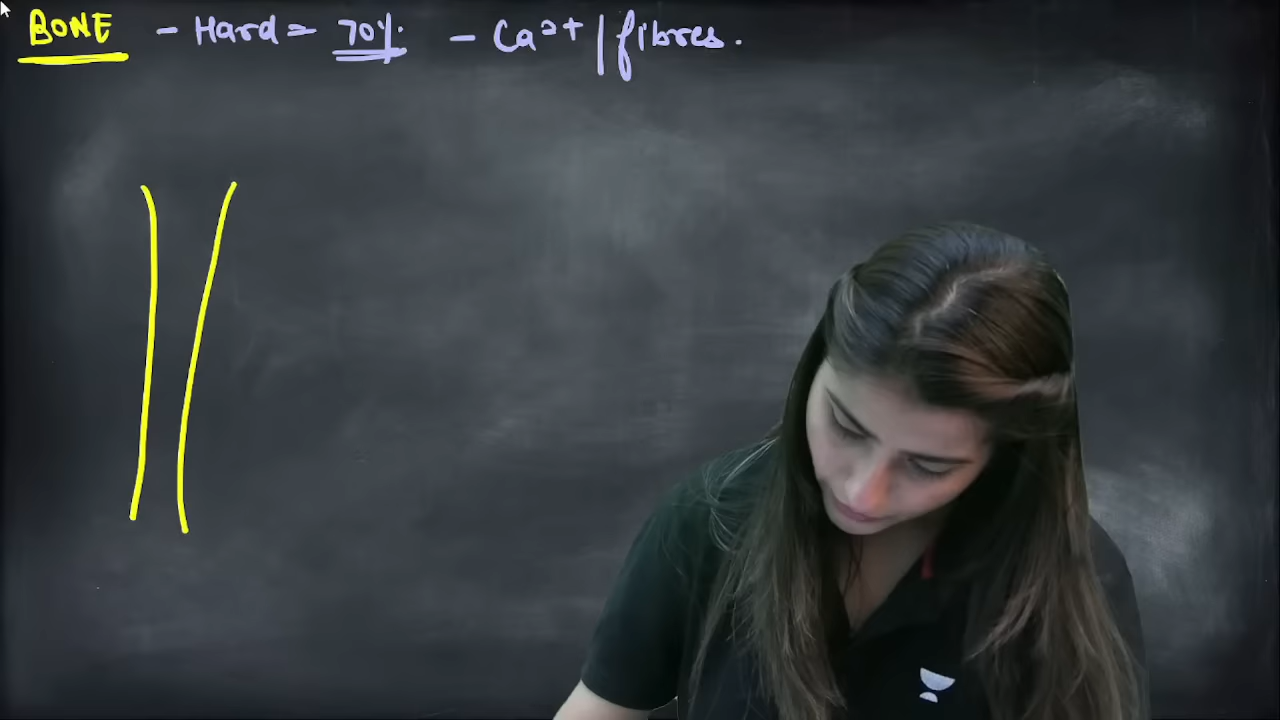 BONE - Hard = 70% - Ca2+ | fibres.